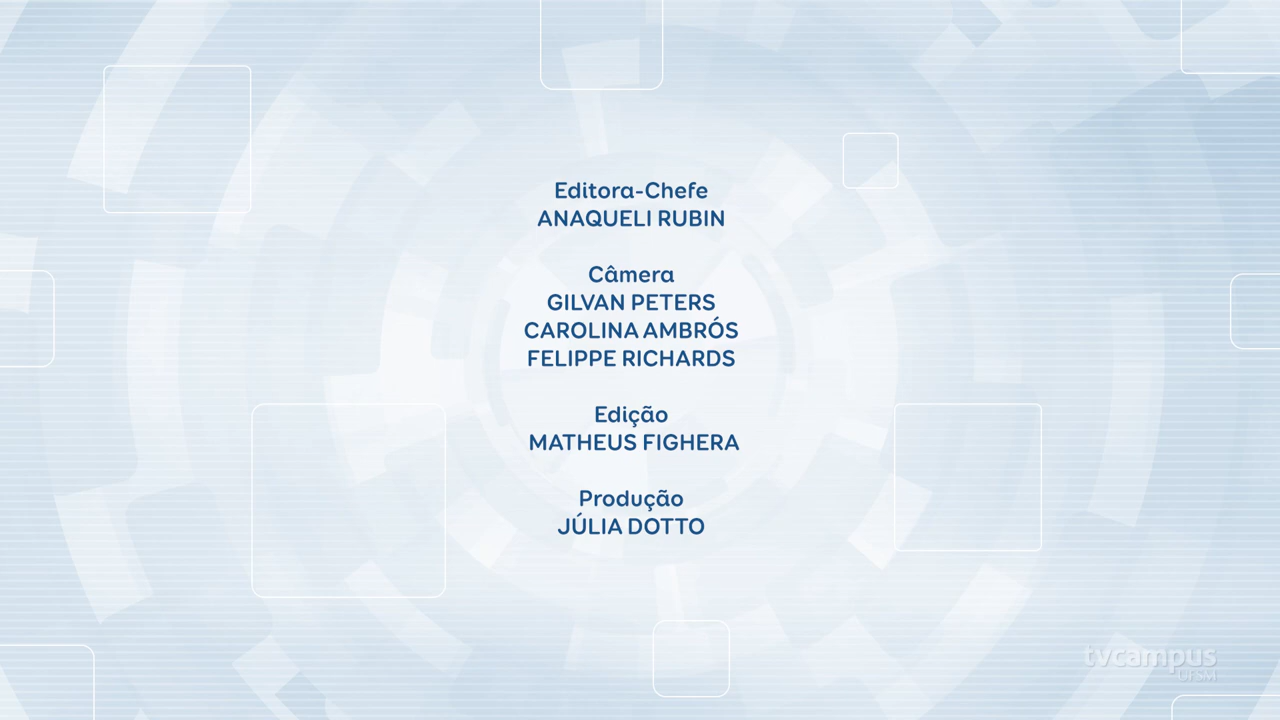 Editora-Chefe
ANAQUELI RUBIN
Câmera
GILVAN PETERS
CAROLINA AMBRÓS
FELIPPE RICHARDS
Edição
MATHEUS FIGHERA
Produção
JÚLIA DOTTO
tvcampus
UFSM